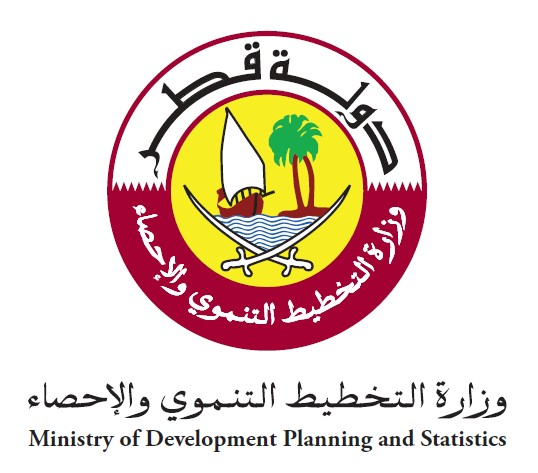 دولة قطر
وزارة التخطيط التنموي والإحصاء
وزارة التخطيط التنموي والإحصاء
Ministry of Development Planning and Statistics